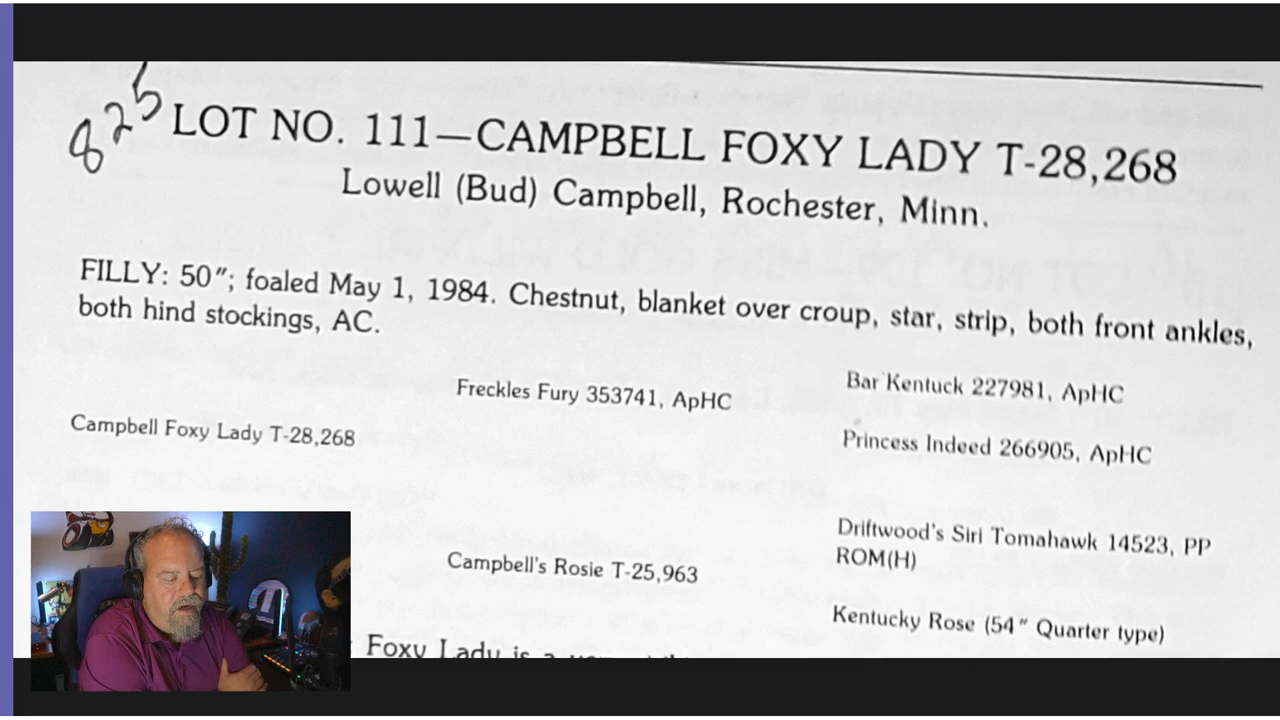 825
LOT NO. 111—CAMPBELL FOXY LADY T-28,268
Lowell (Bud) Campbell, Rochester, Minn.
FILLY: 50″; foaled May 1, 1984. Chestnut, blanket over croup, star, strip, both front ankles,
both hind stockings, AC.
Bar Kentuck 227981, ApHC
Freckles Fury 353741, ApHC
Princess Indeed 266905, ApHC
Campbell Foxy Lady T-28,268
Driftwood's Siri Tomahawk 14523, PP
ROM(H)
Campbell's Rosie T-25,963
Kentucky Rose (54″ Quarter type)
Foxy Lady is a